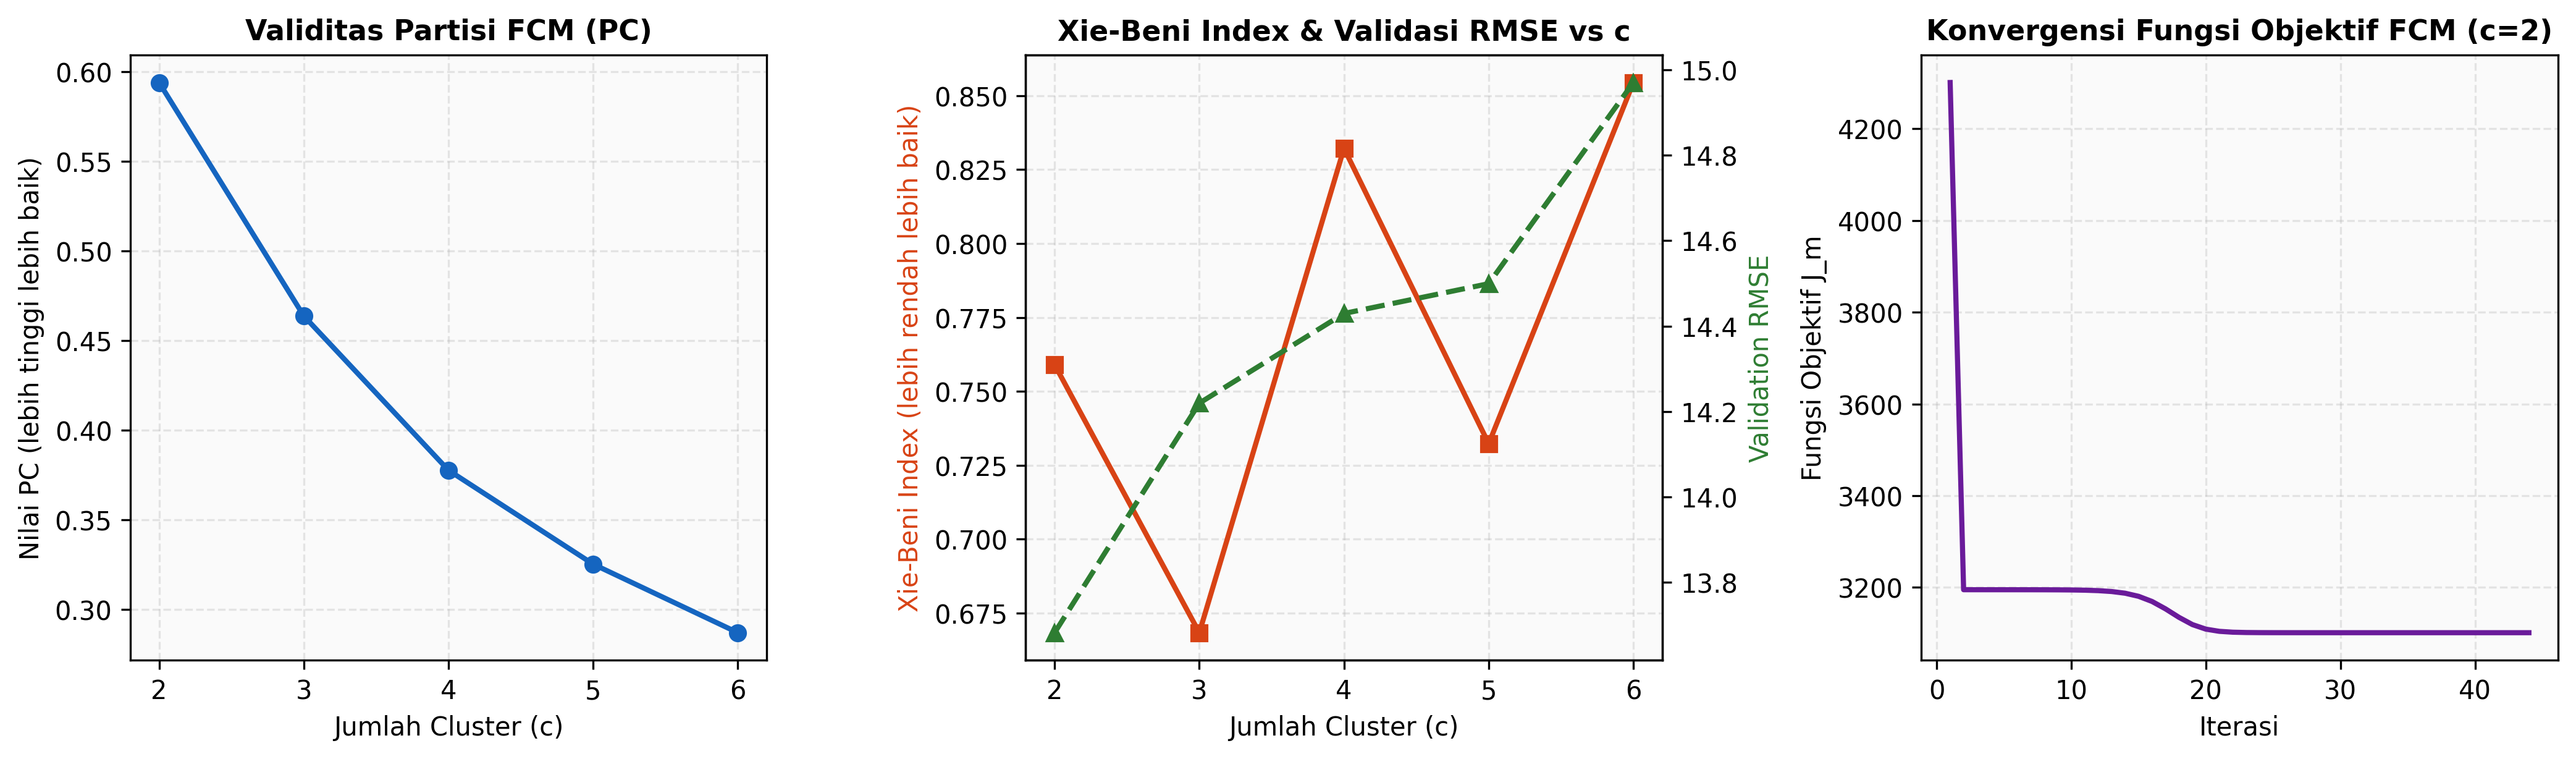 Validitas Partisi FCM (PC)
Nilai PC (lebih tinggi lebih baik)
0.60
0.55
0.50
0.45
0.40
0.35
0.30
2 3 4 5 6
Jumlah Cluster (c)
Xie-Beni Index & Validasi RMSE vs c
Xie-Beni Index (lebih rendah lebih baik)
0.850
0.825
0.800
0.775
0.750
0.725
0.700
0.675
2 3 4 5 6
Jumlah Cluster (c)
15.0
14.8
14.6
14.4
14.2
14.0
13.8
Validation RMSE
Konvergensi Fungsi Objektif FCM (c=2)
Fungsi Objektif J_m
4200
4000
3800
3600
3400
3200
0 10 20 30 40
Iterasi